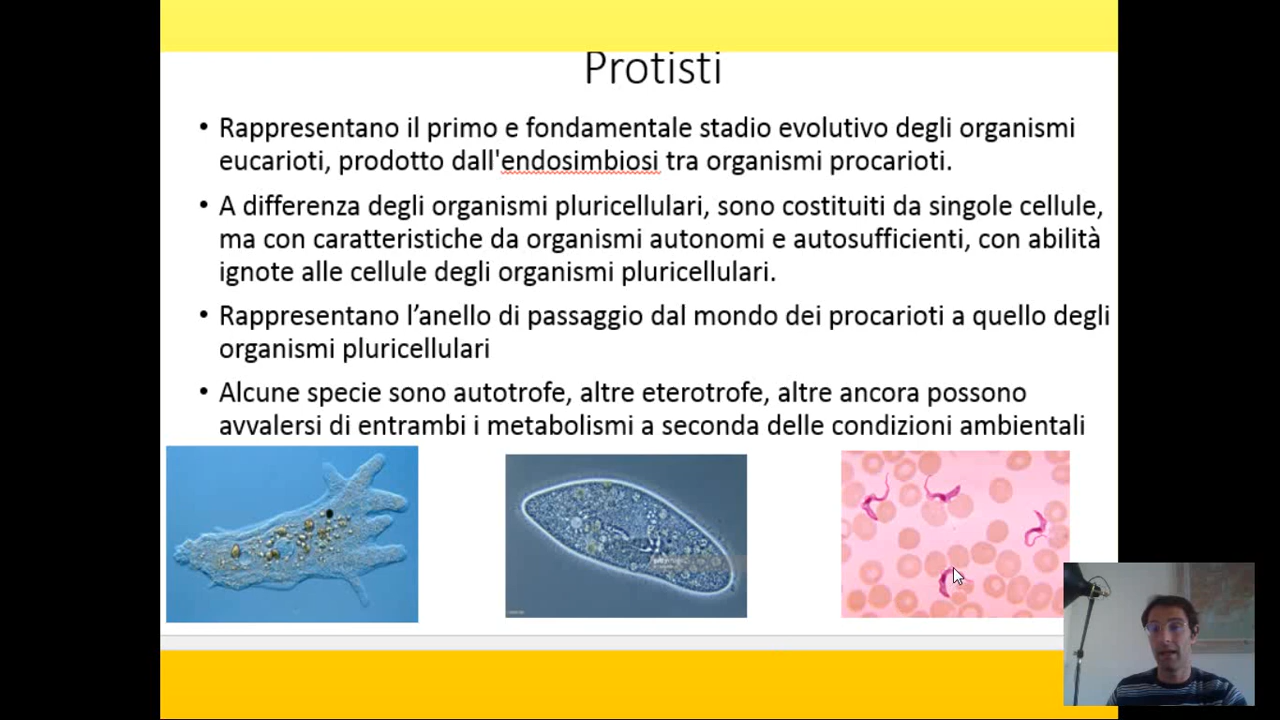 Protisti
• Rappresentano il primo e fondamentale stadio evolutivo degli organismi
eucarioti, prodotto dall'endosimbiosi tra organismi procarioti.
• A differenza degli organismi pluricellulari, sono costituiti da singole cellule,
ma con caratteristiche da organismi autonomi e autosufficienti, con abilità
ignote alle cellule degli organismi pluricellulari.
• Rappresentano l’anello di passaggio dal mondo dei procarioti a quello degli
organismi pluricellulari
• Alcune specie sono autotrofe, altre eterotrofe, altre ancora possono
avvalersi di entrambi i metabolismi a seconda delle condizioni ambientali